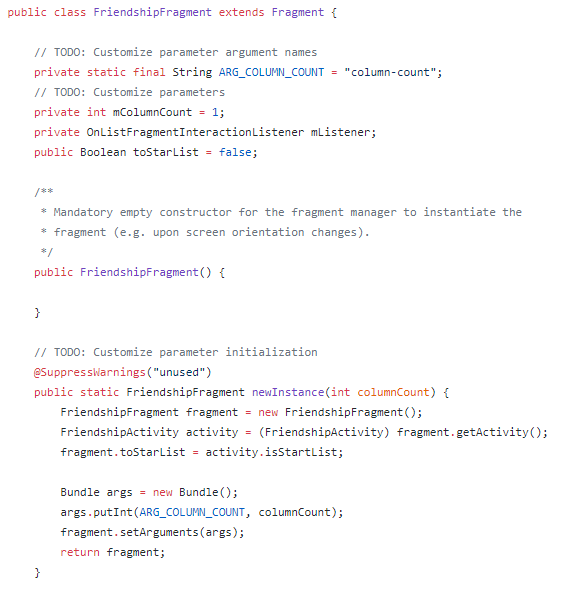 public class FriendshipFragment extends Fragment {
// TODO: Customize parameter argument names
private static final String ARG_COLUMN_COUNT = "column-count";
// TODO: Customize parameters
private int mColumnCount = 1;
private OnListFragmentInteractionListener mListener;
public Boolean toStarList = false;
/**
* Mandatory empty constructor for the fragment manager to instantiate the
* fragment (e.g. upon screen orientation changes).
*/
public FriendshipFragment() {
}
// TODO: Customize parameter initialization
@SuppressWarnings("unused")
public static FriendshipFragment newInstance(int columnCount) {
FriendshipFragment fragment = new FriendshipFragment();
FriendshipActivity activity = (FriendshipActivity) fragment.getActivity();
fragment.toStarList = activity.isStartList;
Bundle args = new Bundle();
args.putInt(ARG_COLUMN_COUNT, columnCount);
fragment.setArguments(args);
return fragment;
}